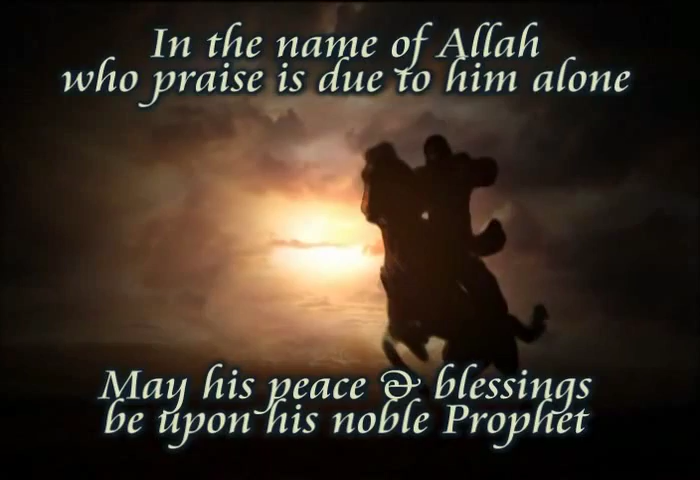 In the name of Allah
who praise is due to him alone
May his peace & blessings
be upon his noble Prophet